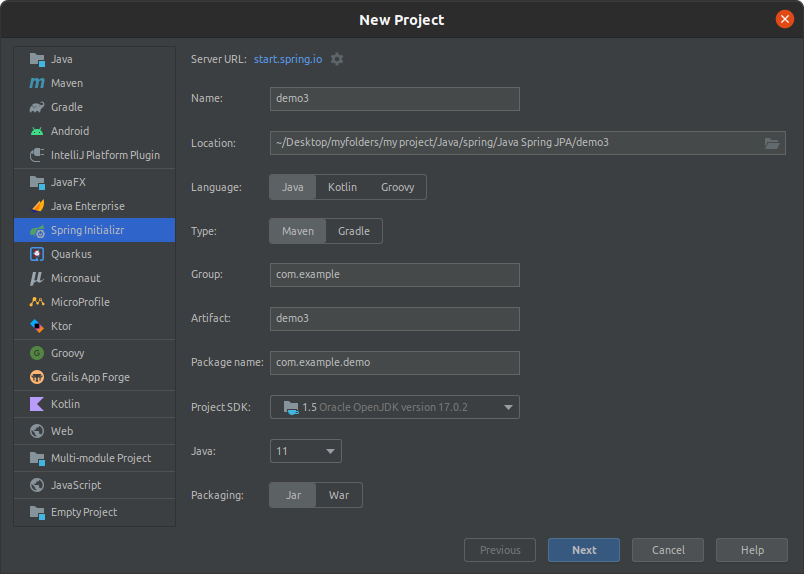 New Project
Java
Maven
Gradle
Android
IntelliJ Platform Plugin
JavaFX
Java Enterprise
Spring Initializr
Quarkus
Micronaut
MicroProfile
Ktor
Groovy
Grails App Forge
Kotlin
Web
Multi-module Project
JavaScript
Empty Project
Server URL: start.spring.io
Name: demo3
Location: ~/Desktop/myfolders/my project/Java/spring/Java Spring JPA/demo3
Language: Java Kotlin Groovy
Type: Maven Gradle
Group: com.example
Artifact: demo3
Package name: com.example.demo
Project SDK: 1.5 Oracle OpenJDK version 17.0.2
Java: 11
Packaging: Jar War
Previous Next Cancel Help